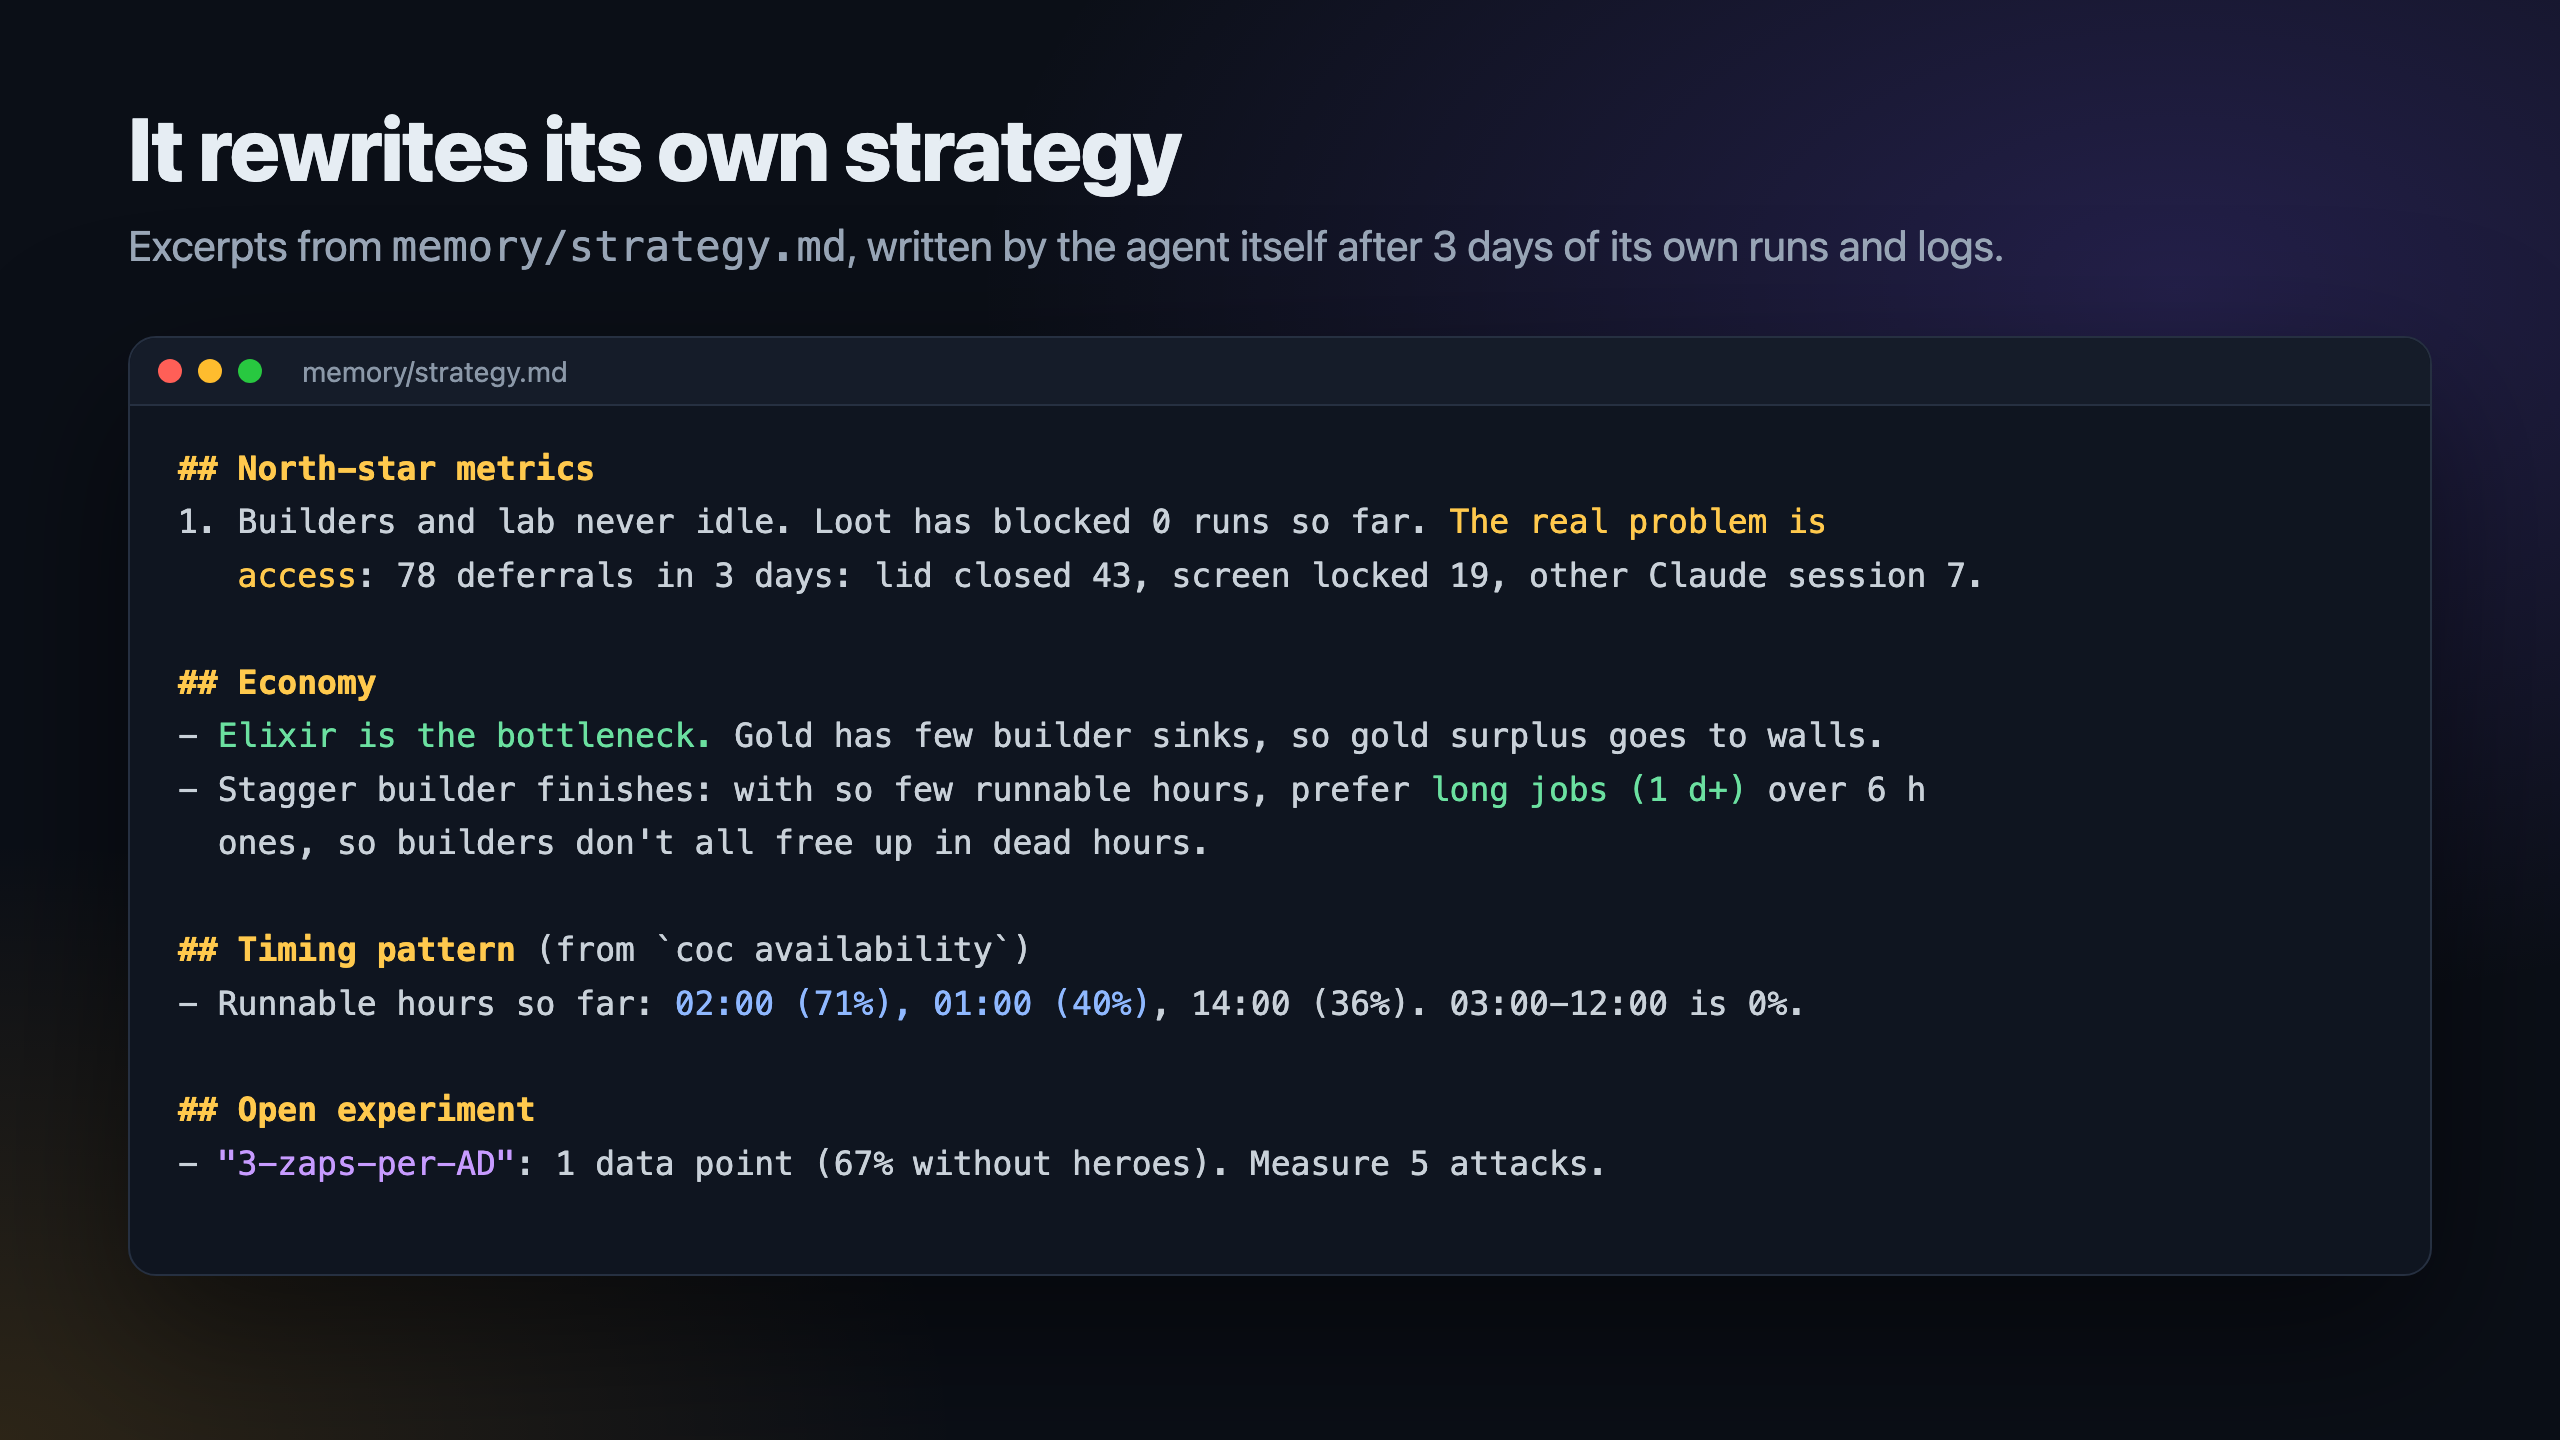 It rewrites its own strategy
Excerpts from memory/strategy.md, written by the agent itself after 3 days of its own runs and logs.
memory/strategy.md
## North-star metrics
1. Builders and lab never idle. Loot has blocked 0 runs so far. The real problem is
access: 78 deferrals in 3 days: lid closed 43, screen locked 19, other Claude session 7.
## Economy
- Elixir is the bottleneck. Gold has few builder sinks, so gold surplus goes to walls.
- Stagger builder finishes: with so few runnable hours, prefer long jobs (1 d+) over 6 h
ones, so builders don't all free up in dead hours.
## Timing pattern (from `coc availability`)
- Runnable hours so far: 02:00 (71%), 01:00 (40%), 14:00 (36%). 03:00-12:00 is 0%.
## Open experiment
- "3-zaps-per-AD": 1 data point (67% without heroes). Measure 5 attacks.